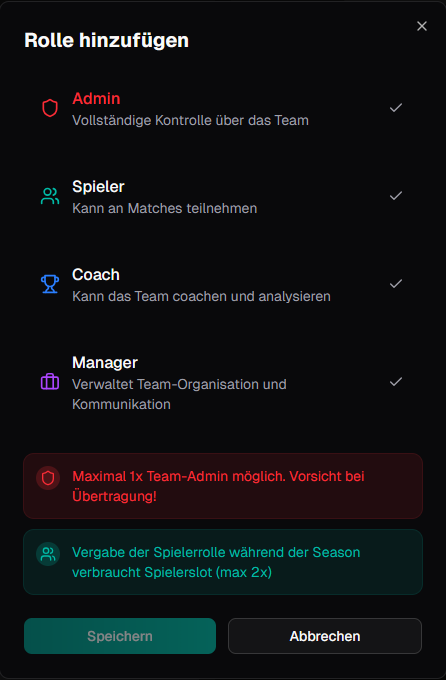 Rolle hinzufügen
Admin
Vollständige Kontrolle über das Team
Spieler
Kann an Matches teilnehmen
Coach
Kann das Team coachen und analysieren
Manager
Verwaltet Team-Organisation und
Kommunikation
Maximal 1x Team-Admin möglich. Vorsicht bei
Übertragung!
Vergabe der Spielerrolle während der Season
verbraucht Spielerslot (max 2x)
Speichern
Abbrechen